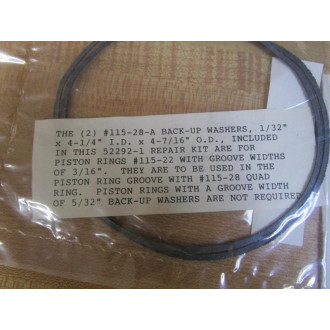 THE (2) #115-28-A BACK-UP WASHERS, 1/32"
x 4-1/4" I.D. x 4-7/16" O.D., INCLUDED
IN THIS 52292-1 REPAIR KIT ARE FOR
PISTON RINGS #115-22 WITH GROOVE WIDTHS
OF 3/16".  THEY ARE TO BE USED IN THE
PISTON RING GROOVE WITH #115-28 QUAD
RING.  PISTON RINGS WITH A GROOVE WIDTH
OF 5/32" BACK-UP WASHERS ARE NOT REQUIRED